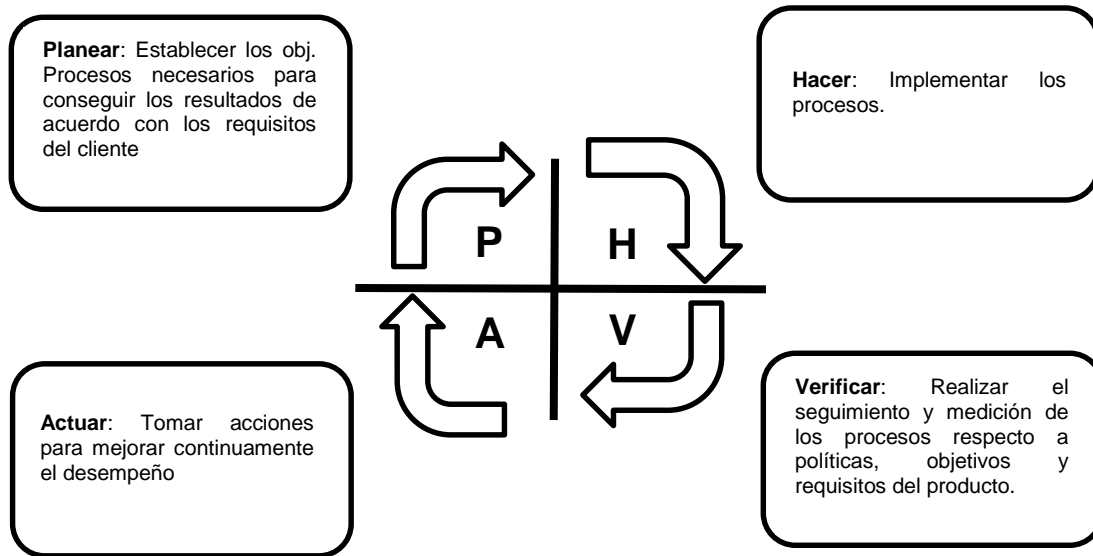 Planear: Establecer los obj.
Procesos necesarios para
conseguir los resultados de
acuerdo con los requisitos
del cliente
Hacer: Implementar los
procesos.
P
H
A
V
Actuar: Tomar acciones
para mejorar continuamente
el desempeño
Verificar: Realizar el
seguimiento y medición de
los procesos respecto a
políticas, objetivos y
requisitos del producto.